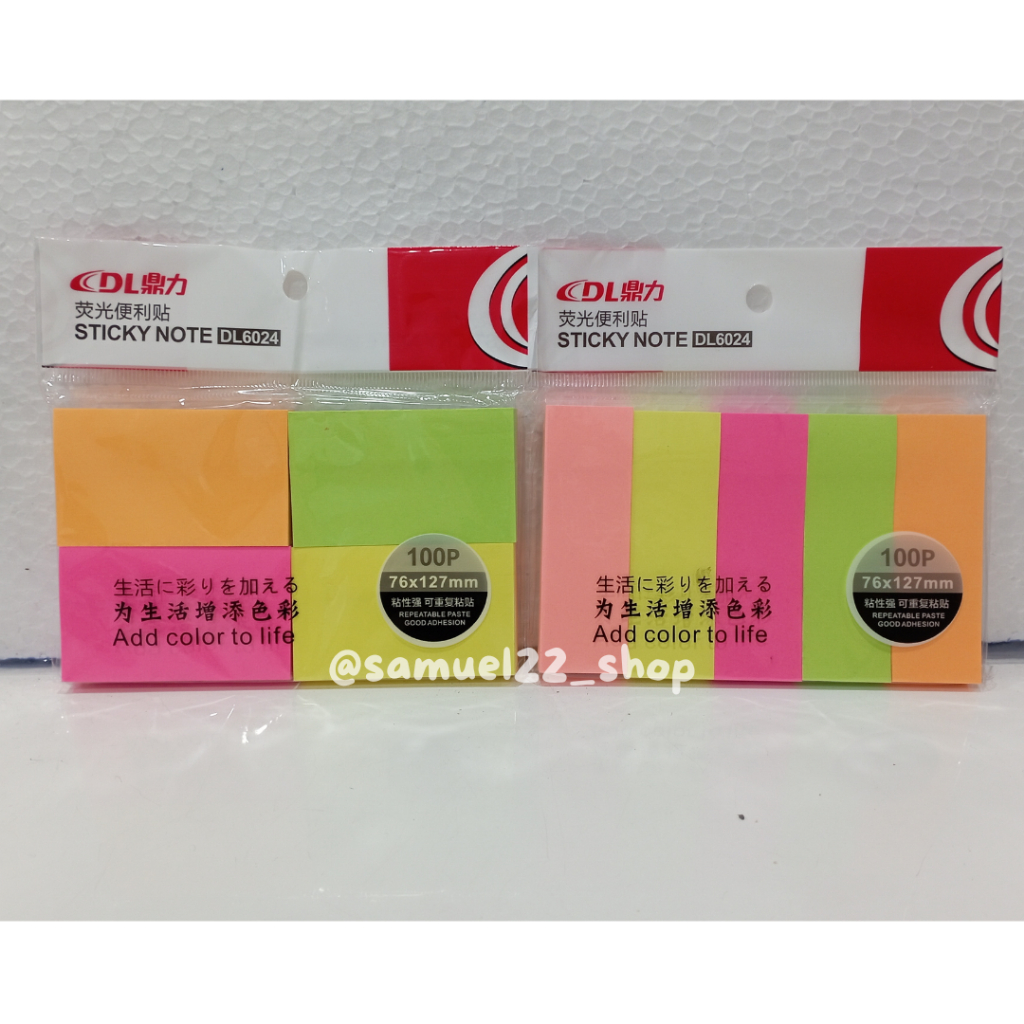 CDL鼎力
荧光便利贴
STICKY NOTE DL6024
100P
76x127mm
粘性强 可重复粘贴
REPEATABLE PASTE
GOOD ADHESION
生活に彩りを加える
为生活增添色彩
Add color to life
CDL鼎力
荧光便利贴
STICKY NOTE DL6024
100P
76x127mm
粘性强 可重复粘贴
REPEATABLE PASTE
GOOD ADHESION
生活に彩りを加える
为生活增添色彩
Add color to life
@samuel22_shop